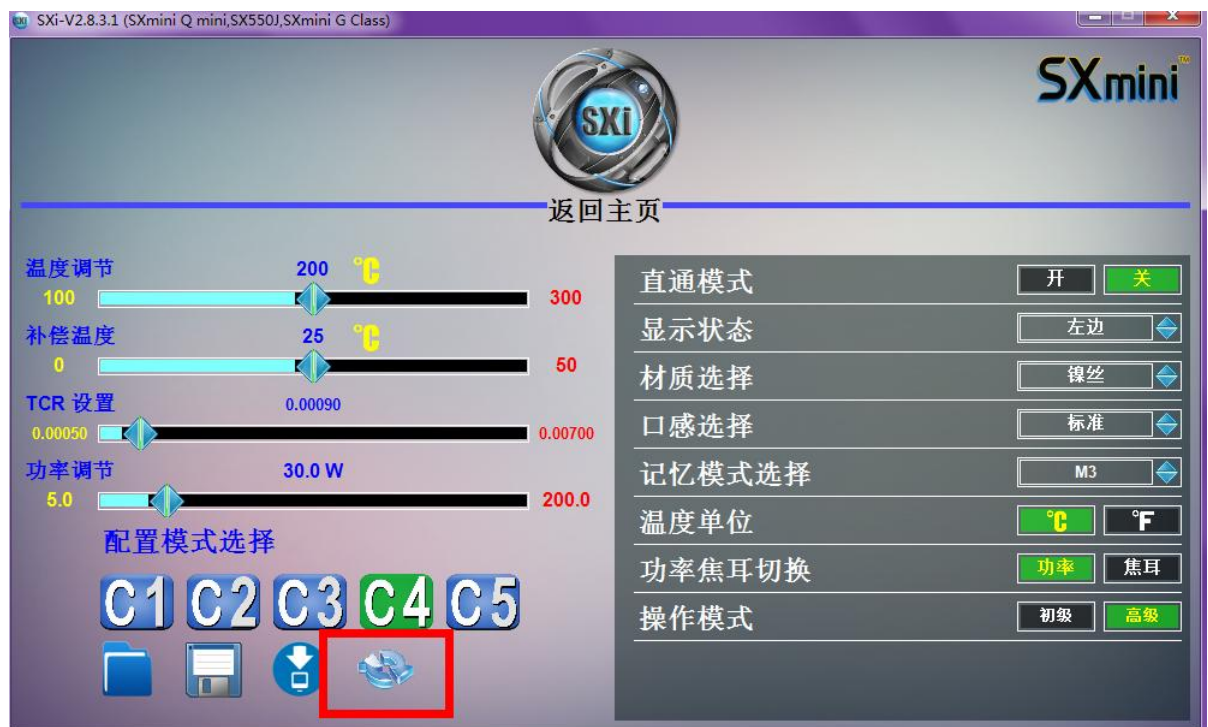 SXi-V2.8.3.1 (SXmini Q mini,SX550J,SXmini G Class)
SXi
SXmini™
返回主页
温度调节 200 °C
100 300
补偿温度 25 °C
0 50
TCR 设置 0.00090
0.00050 0.00700
功率调节 30.0 W
5.0 200.0
配置模式选择
C1 C2 C3 C4 C5
直通模式 开 关
显示状态 左边
材质选择 镍丝
口感选择 标准
记忆模式选择 M3
温度单位 °C °F
功率焦耳切换 功率 焦耳
操作模式 初级 高级